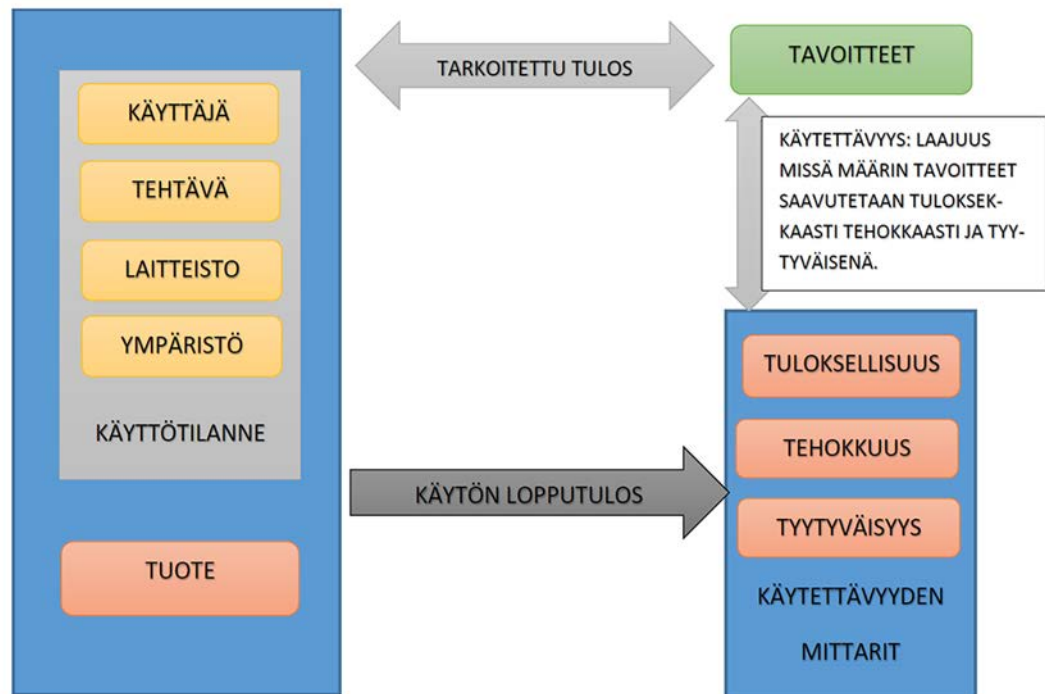 KÄYTTÄJÄ
TEHTÄVÄ
LAITTEISTO
YMPÄRISTÖ
KÄYTTÖTILANNE
TUOTE
TARKOITETTU TULOS
TAVOITTEET
KÄYTETTÄVYYS: LAAJUUS
MISSÄ MÄÄRIN TAVOITTEET
SAAVUTETAAN TULOKSEK-
KAASTI TEHOKKAASTI JA TYY-
TYVÄISENÄ.
KÄYTÖN LOPPUTULOS
TULOKSELLISUUS
TEHOKKUUS
TYYTYVÄISYYS
KÄYTETTÄVYYDEN
MITTARIT